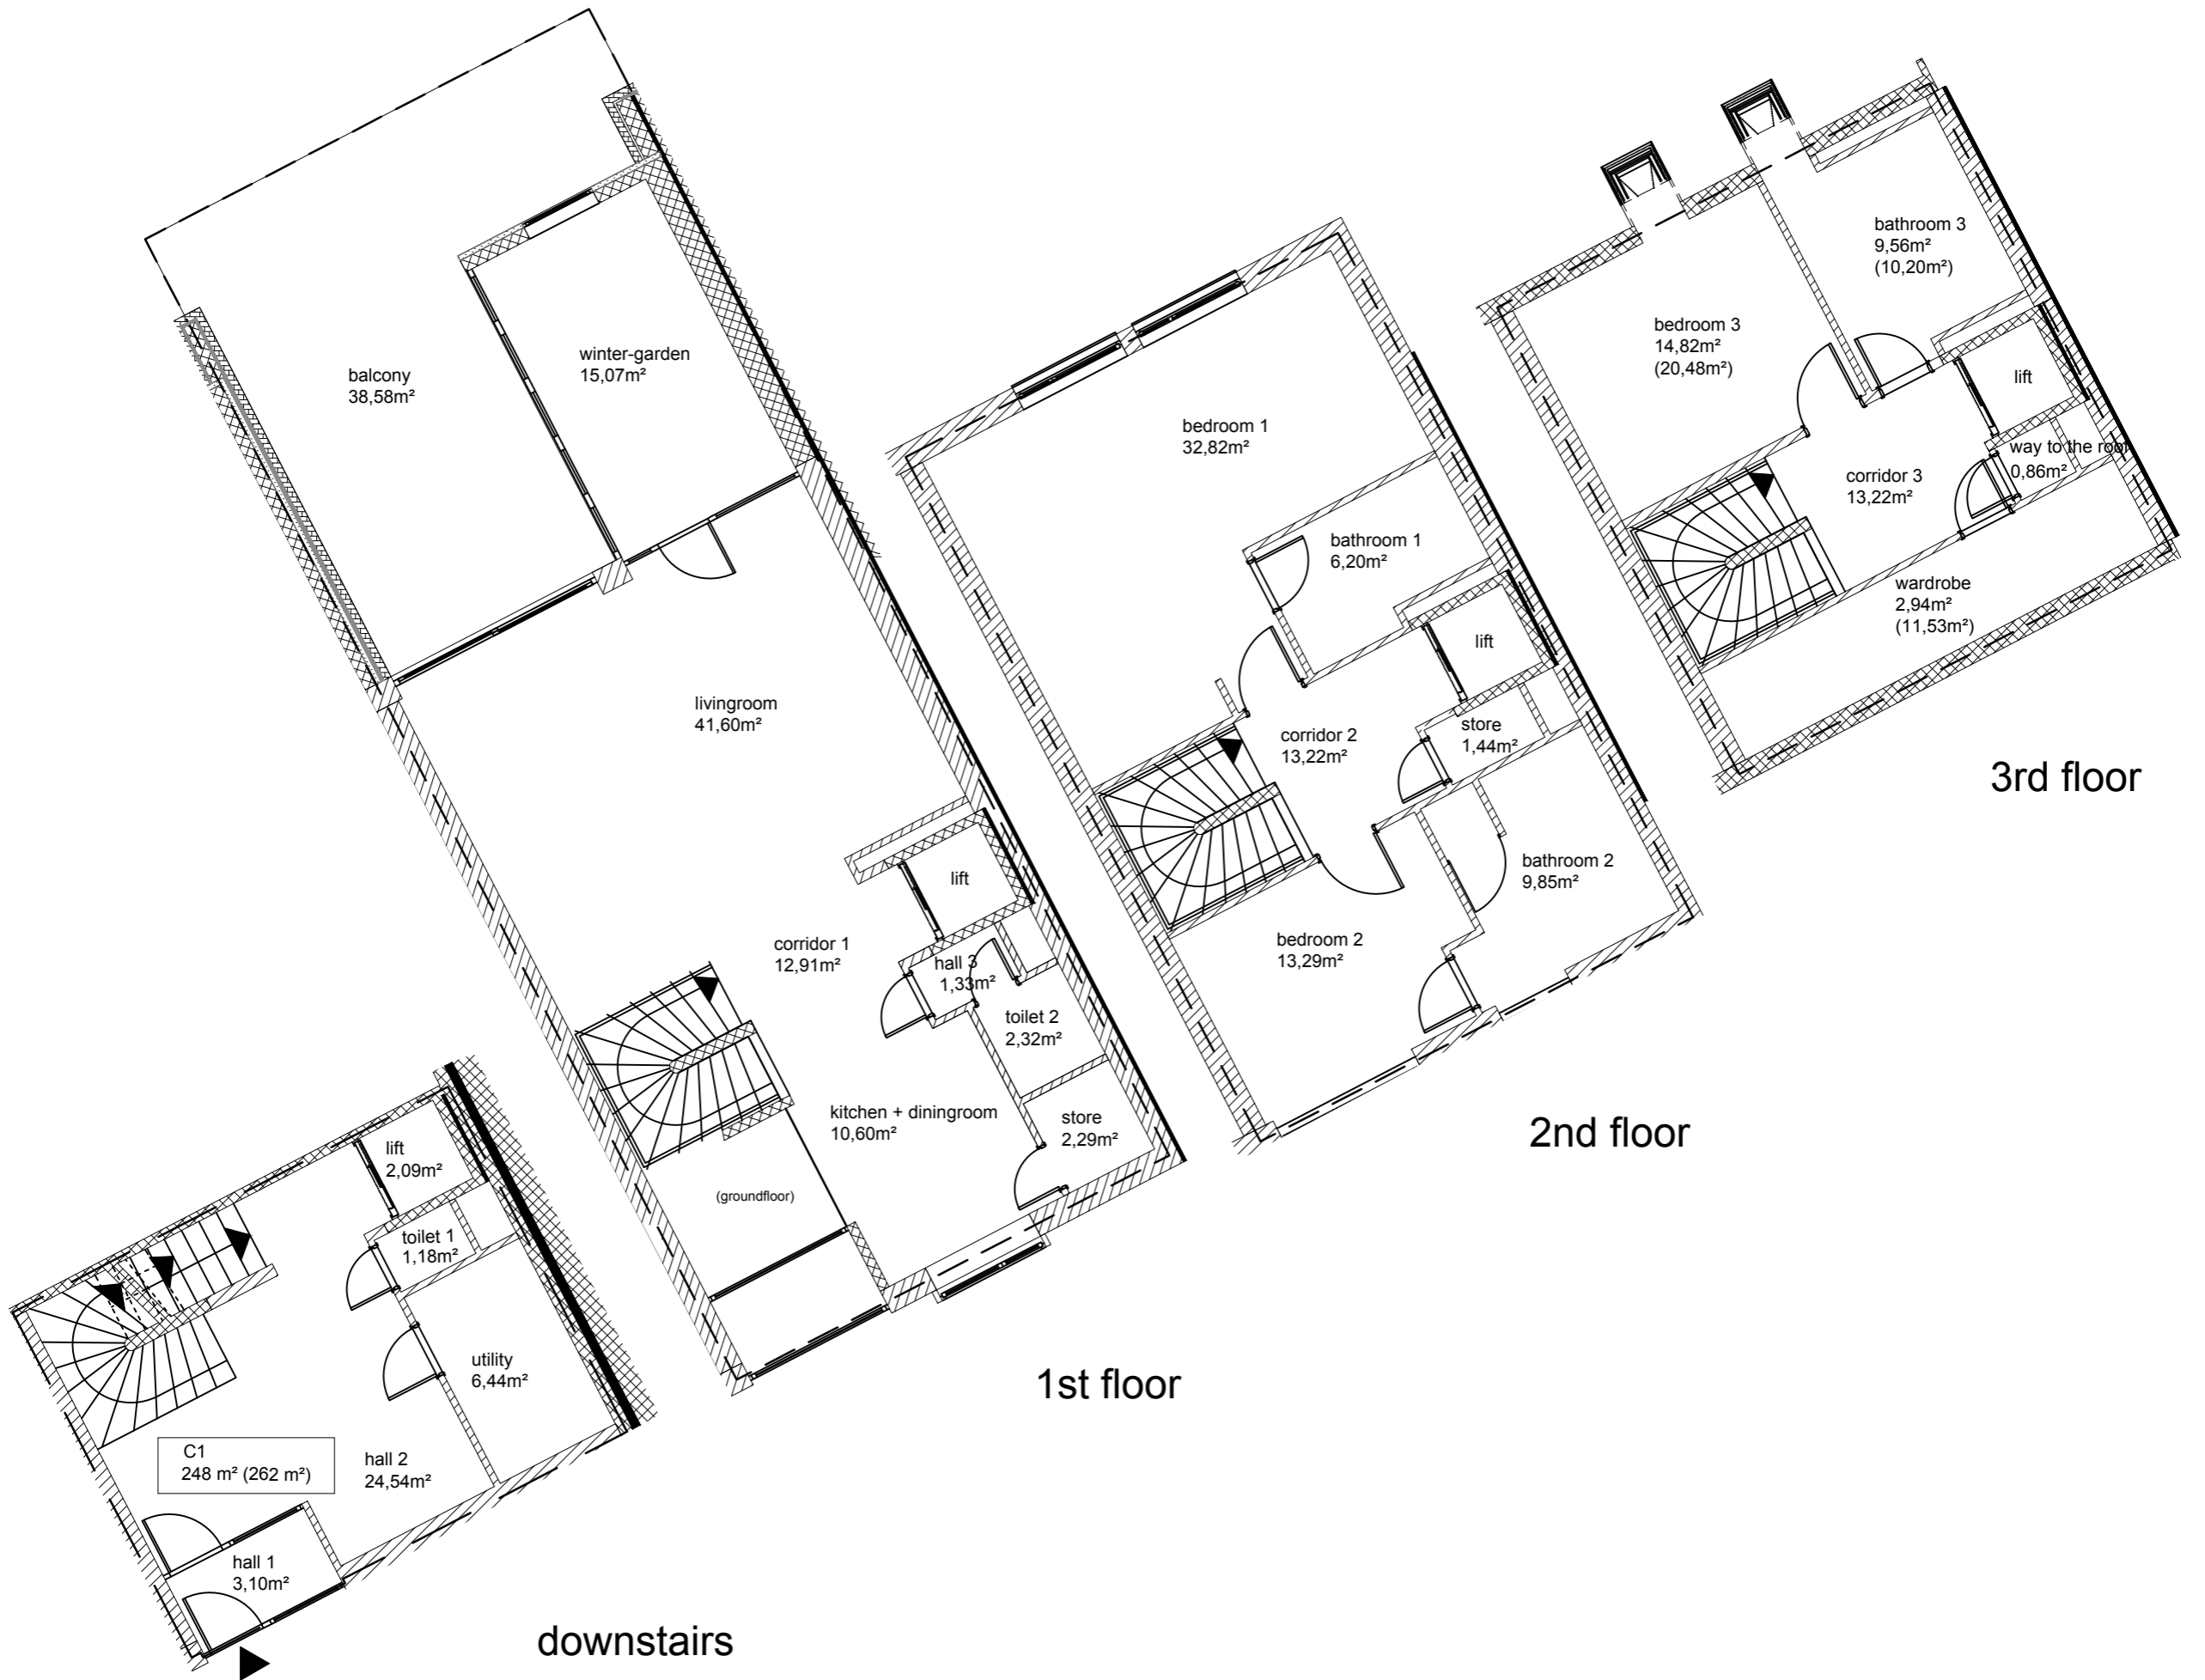 balcony
38,58m²
winter-garden
15,07m²
livingroom
41,60m²
corridor 1
12,91m²
lift
hall 3
1,33m²
toilet 2
2,32m²
kitchen + diningroom
10,60m²
store
2,29m²
(groundfloor)
1st floor
bedroom 1
32,82m²
bathroom 1
6,20m²
lift
corridor 2
13,22m²
store
1,44m²
bathroom 2
9,85m²
bedroom 2
13,29m²
2nd floor
bathroom 3
9,56m²
(10,20m²)
bedroom 3
14,82m²
(20,48m²)
lift
way to the roof
0,86m²
corridor 3
13,22m²
wardrobe
2,94m²
(11,53m²)
3rd floor
lift
2,09m²
toilet 1
1,18m²
utility
6,44m²
C1
248 m² (262 m²)
hall 2
24,54m²
hall 1
3,10m²
downstairs